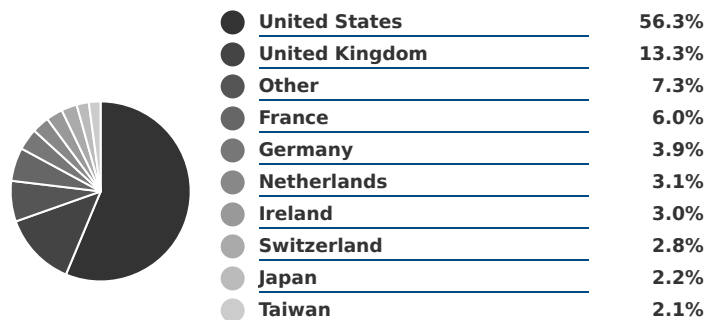 United States 56.3%
United Kingdom 13.3%
Other 7.3%
France 6.0%
Germany 3.9%
Netherlands 3.1%
Ireland 3.0%
Switzerland 2.8%
Japan 2.2%
Taiwan 2.1%